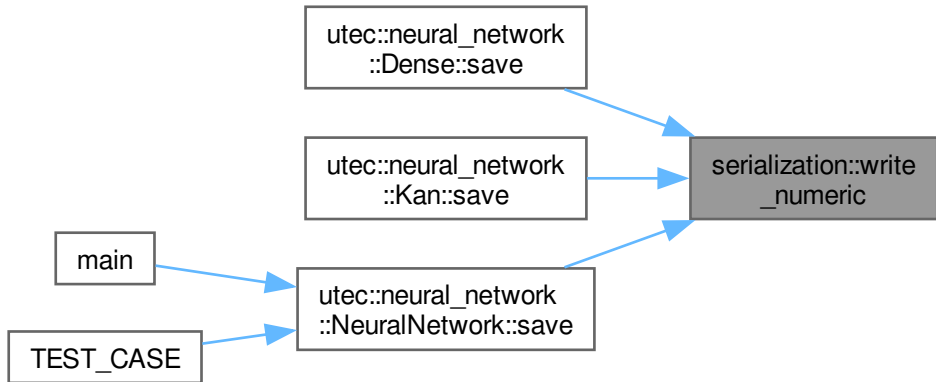 utec::neural_network
::Dense::save
utec::neural_network
::Kan::save
serialization::write
_numeric
main
utec::neural_network
::NeuralNetwork::save
TEST_CASE